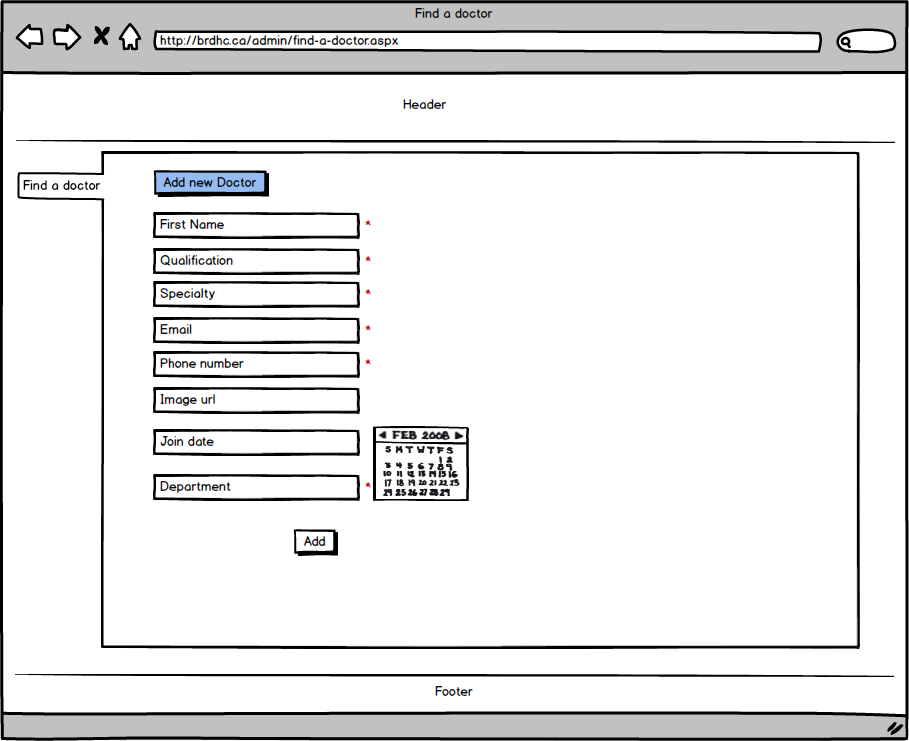 Find a doctor
http://brdhc.ca/admin/find-a-doctor.aspx
Header
Find a doctor
Add new Doctor
First Name *
Qualification *
Specialty *
Email *
Phone number *
Image url
Join date
FEB 2008
S M T W T F S
1 2
3 4 5 6 7 8 9
10 11 12 13 14 15 16
17 18 19 20 21 22 23
24 25 26 27 28 29
Department *
Add
Footer